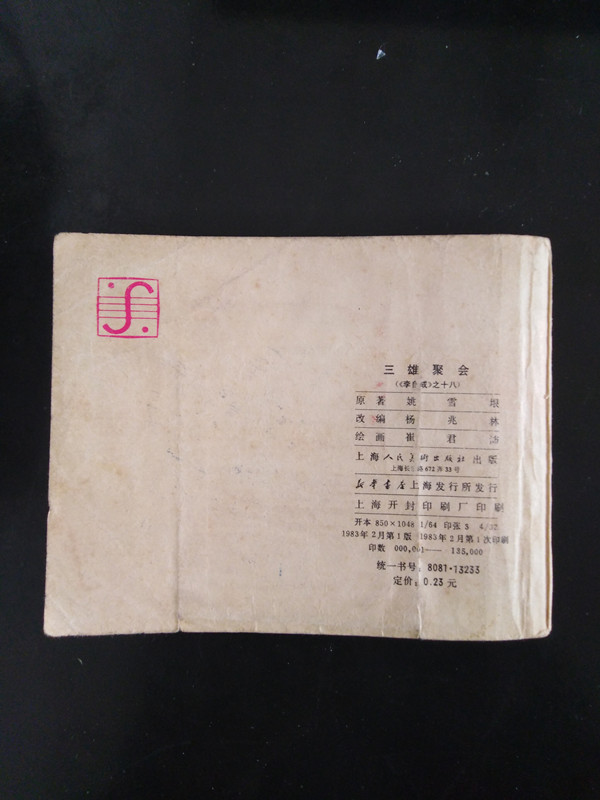 三雄聚会
(《李自成》之十八)
原著 姚雪垠
改编 杨兆林
绘画 崔君沛
上海人民美术出版社出版
上海长乐路672弄33号
新华书店上海发行所发行
上海开封印刷厂印刷
开本 850×1048 1/64 印张 3 4/32
1983年2月第1版 1983年2月第1次印刷
印数 000,001—135,000
统一书号: 8081·13233
定价: 0.23元